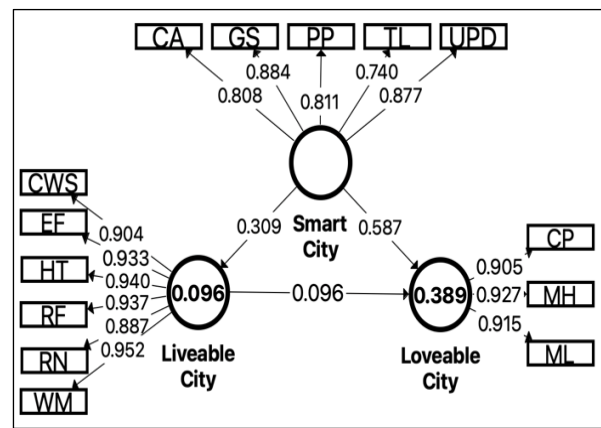 CA GS PP TL UPD
0.884 0.740
0.808 0.811 0.877
CWS
EF
HT
RF
RN
WM
0.904
0.933
0.940
0.937
0.887
0.952
0.309
Smart
City
0.587
0.096
Liveable
City
0.096
0.389
Loveable
City
0.905
0.927
0.915
CP
MH
ML